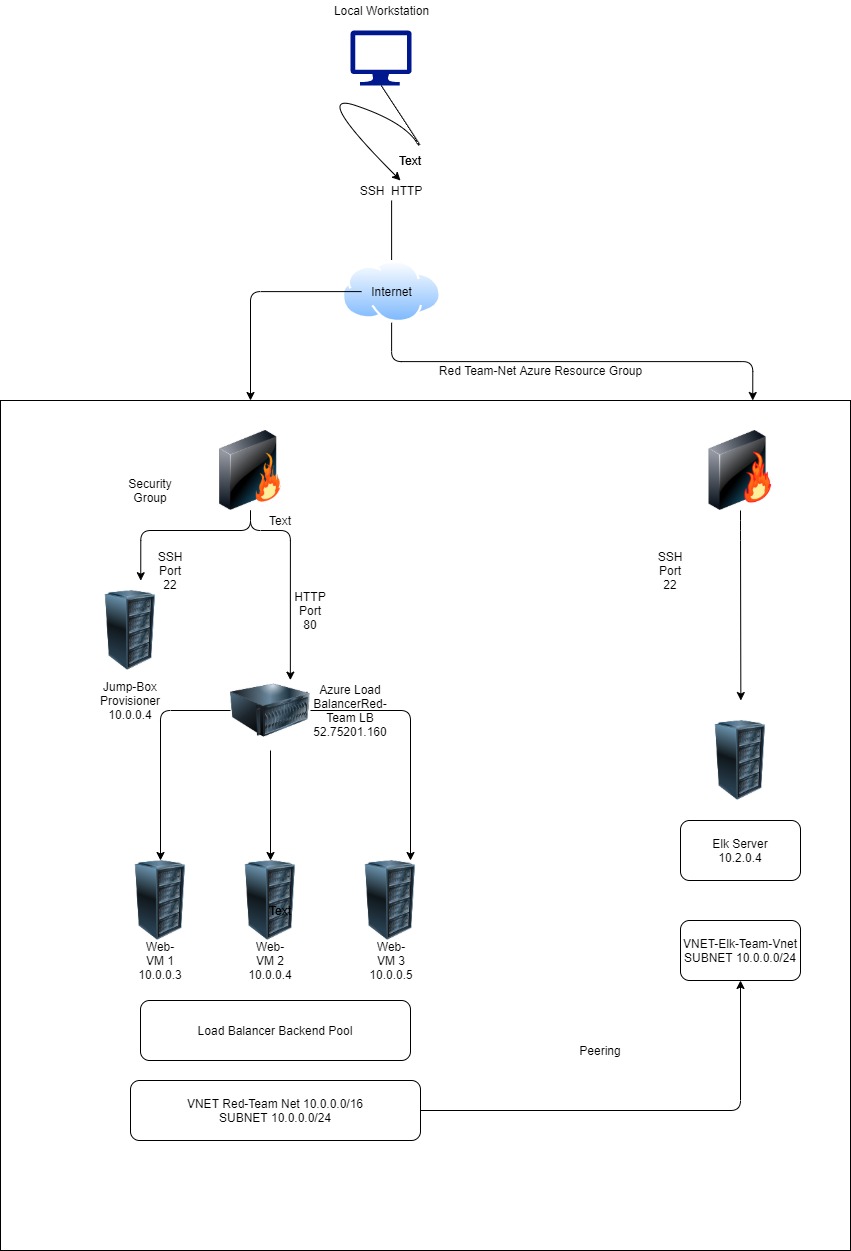 Local Workstation
Text
SSH HTTP
Internet
Red Team-Net Azure Resource Group
Security
Group
Text
SSH
Port
22
HTTP
Port
80
SSH
Port
22
Jump-Box
Provisioner
10.0.0.4
Azure Load
BalancerRed-
Team LB
52.75201.160
Elk Server
10.2.0.4
Text
Web-
VM 1
10.0.0.3
Web-
VM 2
10.0.0.4
Web-
VM 3
10.0.0.5
VNET-Elk-Team-Vnet
SUBNET 10.0.0.0/24
Load Balancer Backend Pool
Peering
VNET Red-Team Net 10.0.0.0/16
SUBNET 10.0.0.0/24